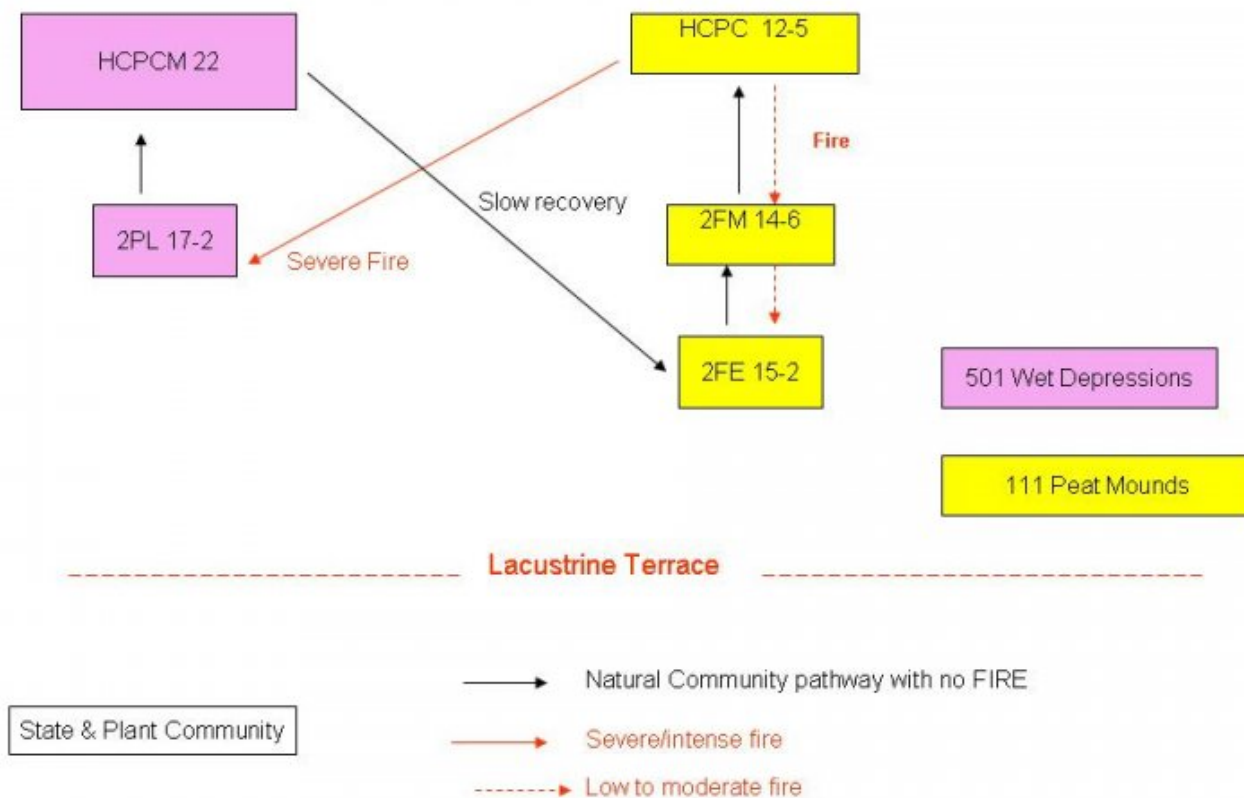 HCPCM 22
HCPC 12-5
Fire
Slow recovery
2PL 17-2
2FM 14-6
Severe Fire
2FE 15-2
501 Wet Depressions
111 Peat Mounds
Lacustrine Terrace
Natural Community pathway with no FIRE
State & Plant Community
Severe/intense fire
Low to moderate fire